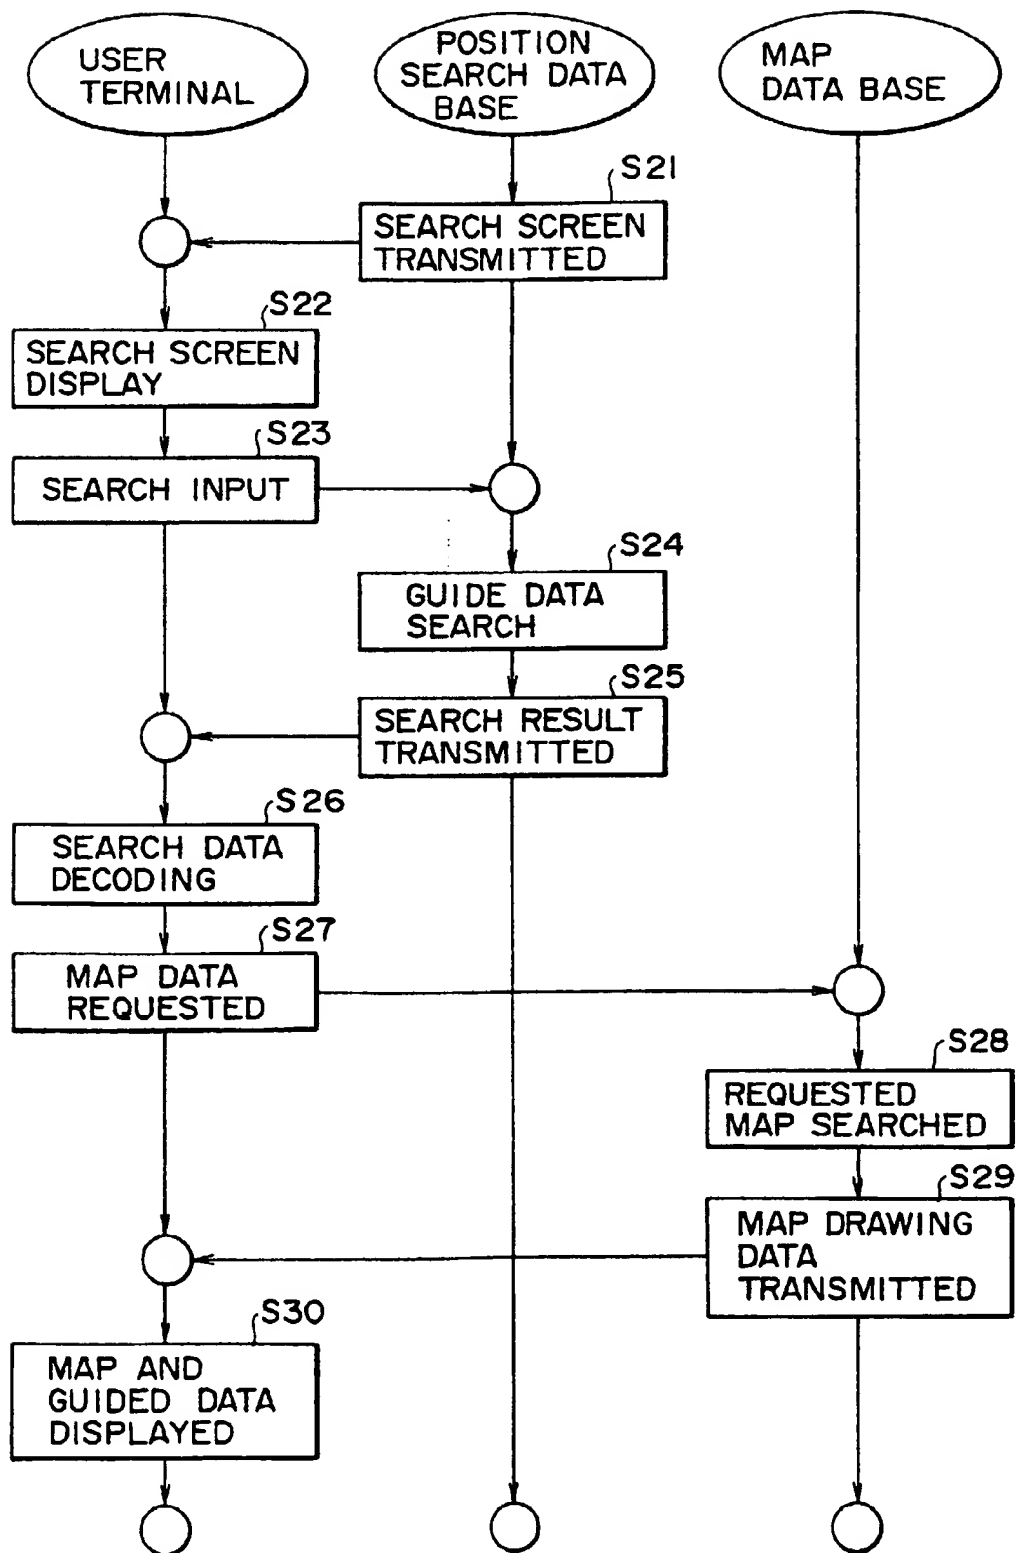 USER
TERMINAL
POSITION
SEARCH DATA
BASE
MAP
DATA BASE
S21
SEARCH SCREEN
TRANSMITTED
S22
SEARCH SCREEN
DISPLAY
S23
SEARCH INPUT
S24
GUIDE DATA
SEARCH
S25
SEARCH RESULT
TRANSMITTED
S26
SEARCH DATA
DECODING
S27
MAP DATA
REQUESTED
S28
REQUESTED
MAP SEARCHED
S29
MAP DRAWING
DATA
TRANSMITTED
S30
MAP AND
GUIDED DATA
DISPLAYED